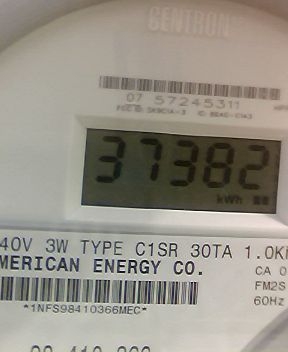 CENTRON
07 57245311
37382
kWh
40V 3W TYPE C1SR 30TA 1.0K
MERICAN ENERGY CO.
CA 0
FM2S
60Hz
*1NFS98410366MEC*